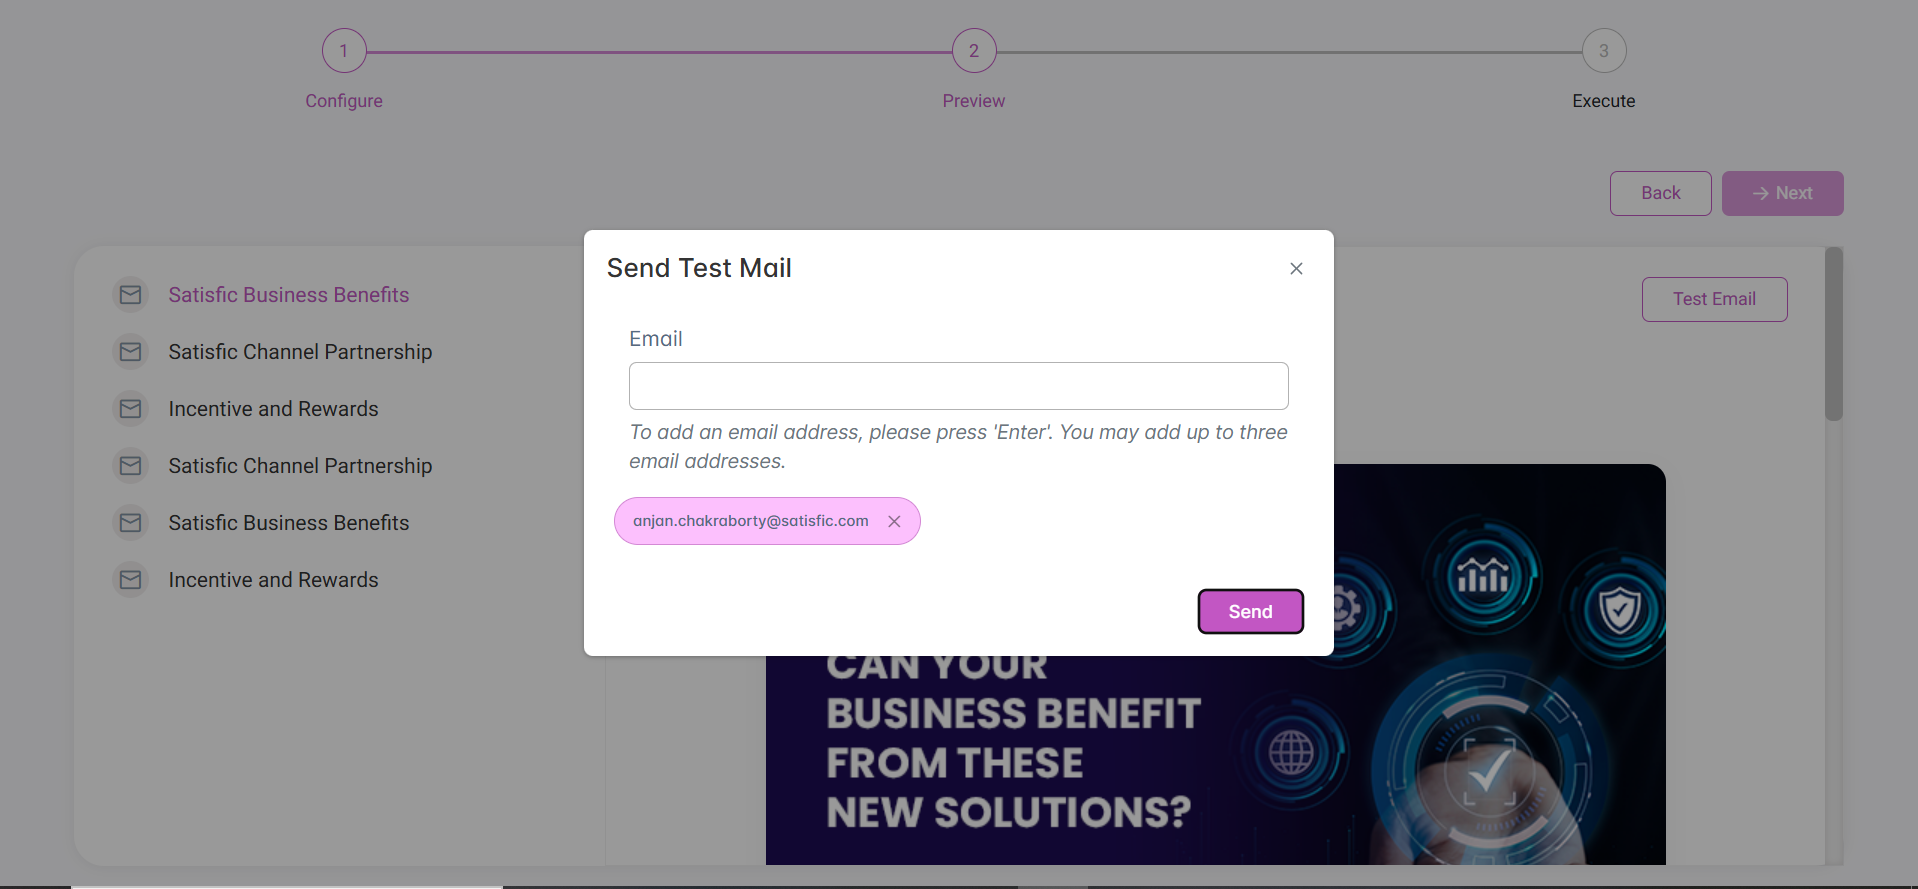 1
2
3
Configure
Preview
Execute
Back
→ Next
Satisfic Business Benefits
Satisfic Channel Partnership
Incentive and Rewards
Satisfic Channel Partnership
Satisfic Business Benefits
Incentive and Rewards
Test Email
Send Test Mail
Email
To add an email address, please press 'Enter'. You may add up to three
email addresses.
anjan.chakraborty@satisfic.com
Send
CAN YOUR
BUSINESS BENEFIT
FROM THESE
NEW SOLUTIONS?